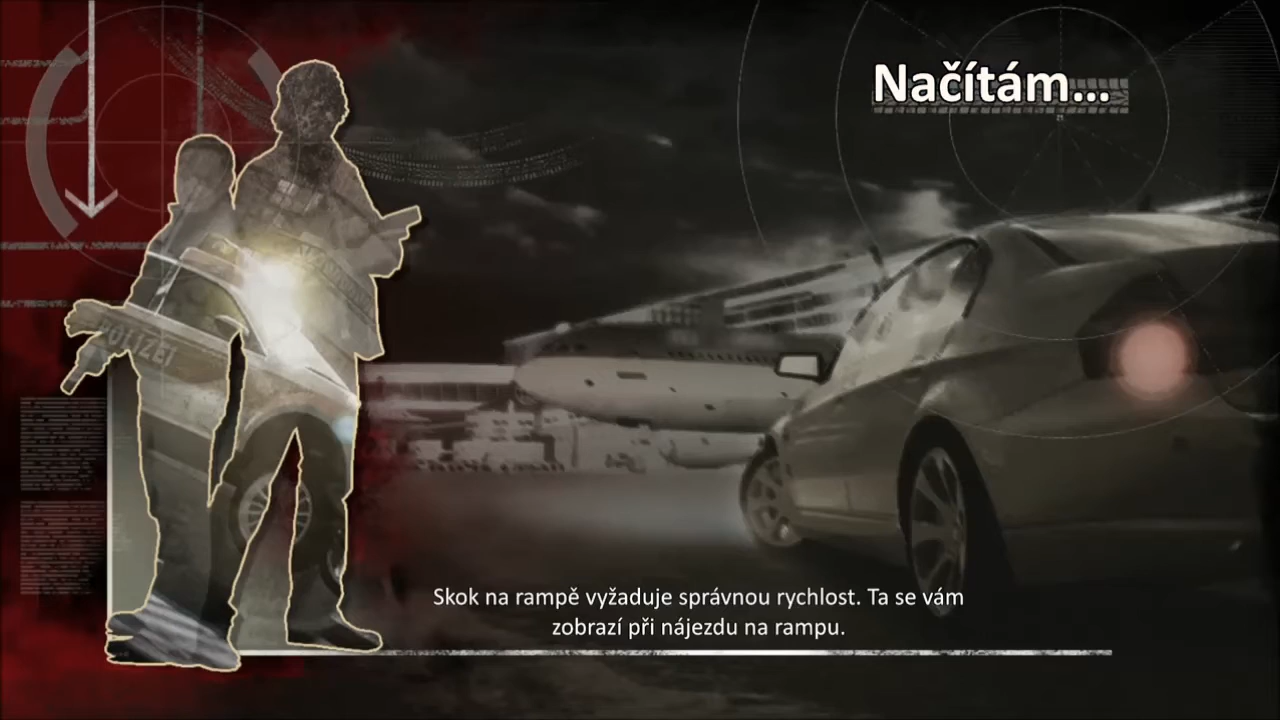 Načítám...
POLIZEI
Skok na rampě vyžaduje správnou rychlost. Ta se vám
zobrazí při nájezdu na rampu.